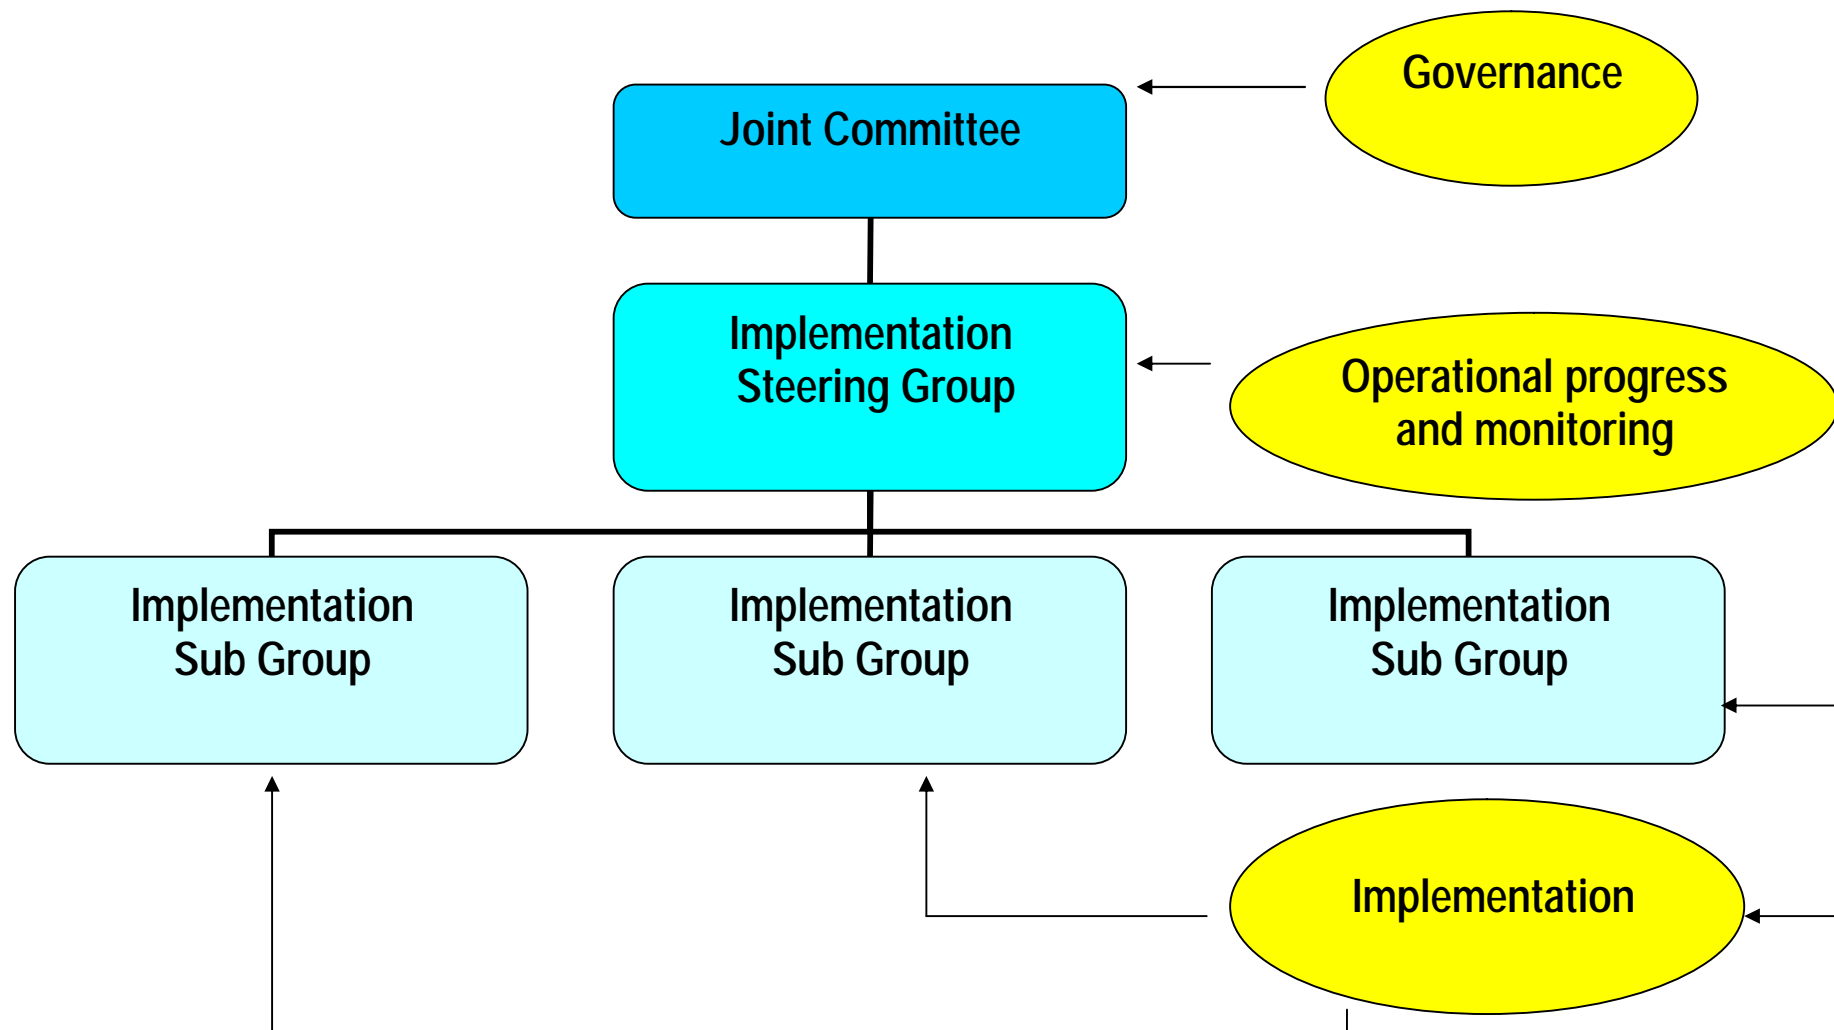 Governance
Joint Committee
Implementation
Steering Group
Operational progress
and monitoring
Implementation
Sub Group
Implementation
Sub Group
Implementation
Sub Group
Implementation